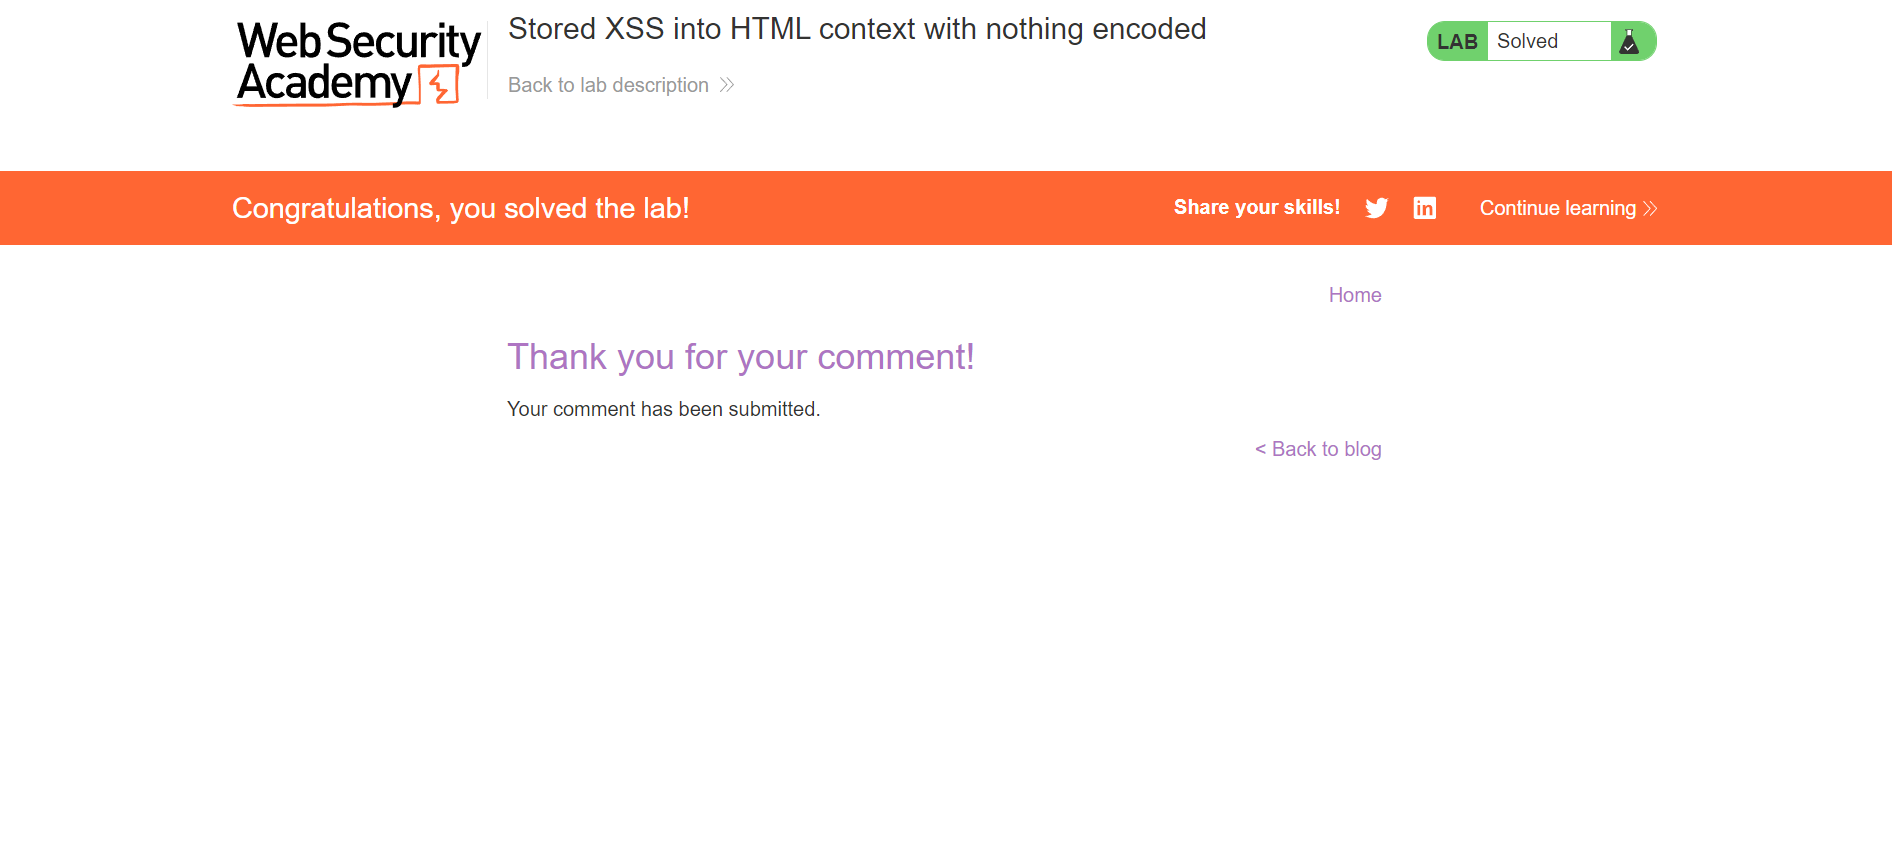 Web Security
Academy
Stored XSS into HTML context with nothing encoded
Back to lab description
LAB Solved
Congratulations, you solved the lab!
Share your skills!
Continue learning
Home
Thank you for your comment!
Your comment has been submitted.
< Back to blog